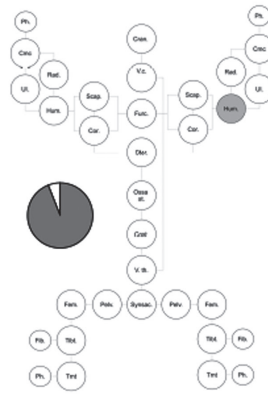 Ph.
Ph.
Cran.
Cmc
Cmc
Rad.
V.c.
Rad.
Ul.
Ul.
Scap.
Scap.
Hum.
Furc.
Hum.
Cor.
Cor.
Ster.
Ossa
st.
V. th.
Fem.
Pelv.
Synsac.
Pelv.
Fem.
Fib.
Tibt.
Tibt.
Fib.
Ph.
Tmt
Tmt
Ph.